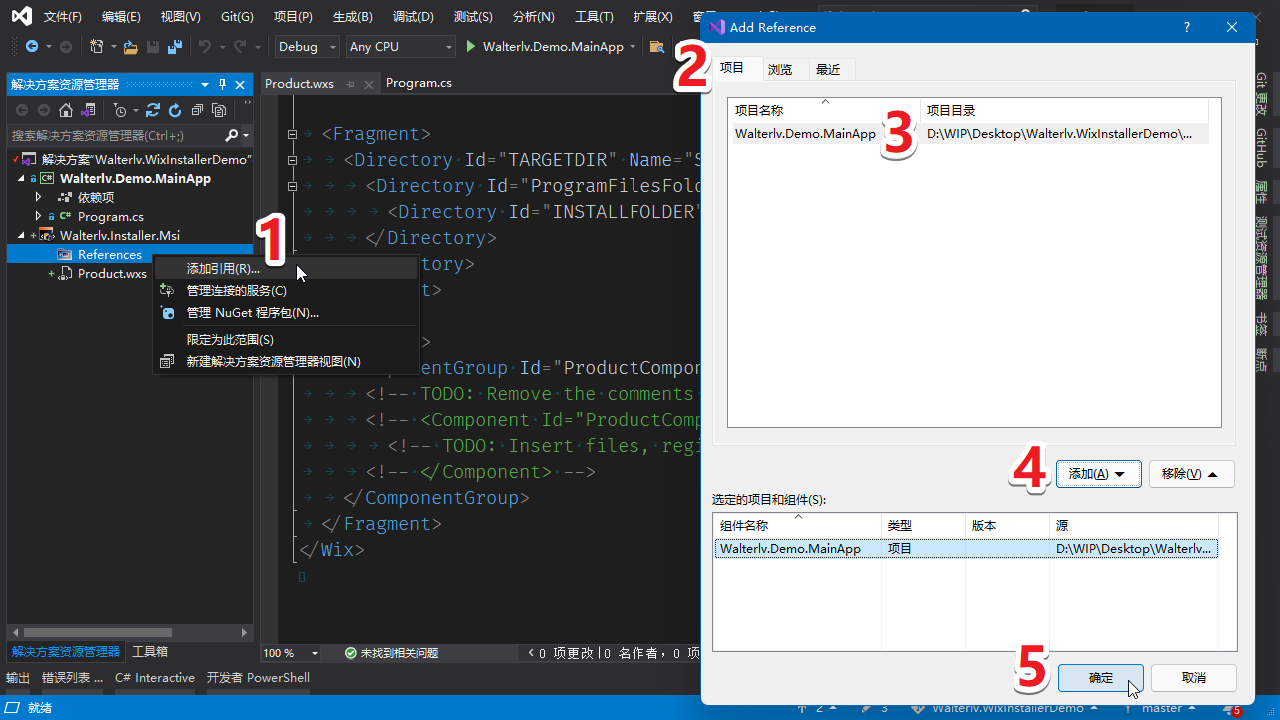 文件(F) 编辑(E) 视图(V) Git(G) 项目(P) 生成(B) 调试(D) 测试(S) 分析(N) 工具(T) 扩展(X)
Debug Any CPU Walterlv.Demo.MainApp
解决方案资源管理器
搜索解决方案资源管理器(Ctrl+;)
解决方案"Walterlv.WixInstallerDemo"
Walterlv.Demo.MainApp
依赖项
Program.cs
Walterlv.Installer.Msi
References
Product.wxs
1
添加引用(R)...
管理连接的服务(C)
管理 NuGet 程序包(N)...
限定为此范围(S)
新建解决方案资源管理器视图(N)
解决方案资源管理器 工具箱
Product.wxs Program.cs
<Fragment>
<Directory Id="TARGETDIR" Name="S
<Directory Id="ProgramFilesFol
<Directory Id="INSTALLFOLDER"
</Directory>
tory>
t>
>
nentGroup Id="ProductCompon
<!-- TODO: Remove the comments
<!-- <Component Id="ProductComp
<!-- TODO: Insert files, regi
<!-- </Component> -->
</ComponentGroup>
</Fragment>
</Wix>
100 % 未找到相关问题 0 项更改 | 0 名作者，0 项
输出 错误列表 ... C# Interactive 开发者 PowerShell
就绪
2 3 Walterlv.WixInstallerDemo master 5
Add Reference
?
2
项目 浏览 最近
项目名称 项目目录
Walterlv.Demo.MainApp D:\WIP\Desktop\Walterlv.WixInstallerDemo\...
3
4
添加(A) 移除(V)
选定的项目和组件(S):
组件名称 类型 版本 源
Walterlv.Demo.MainApp 项目 D:\WIP\Desktop\Walterlv...
5
确定 取消
Git 更改
GitHub
属性
测试资源管理器
书签
断点